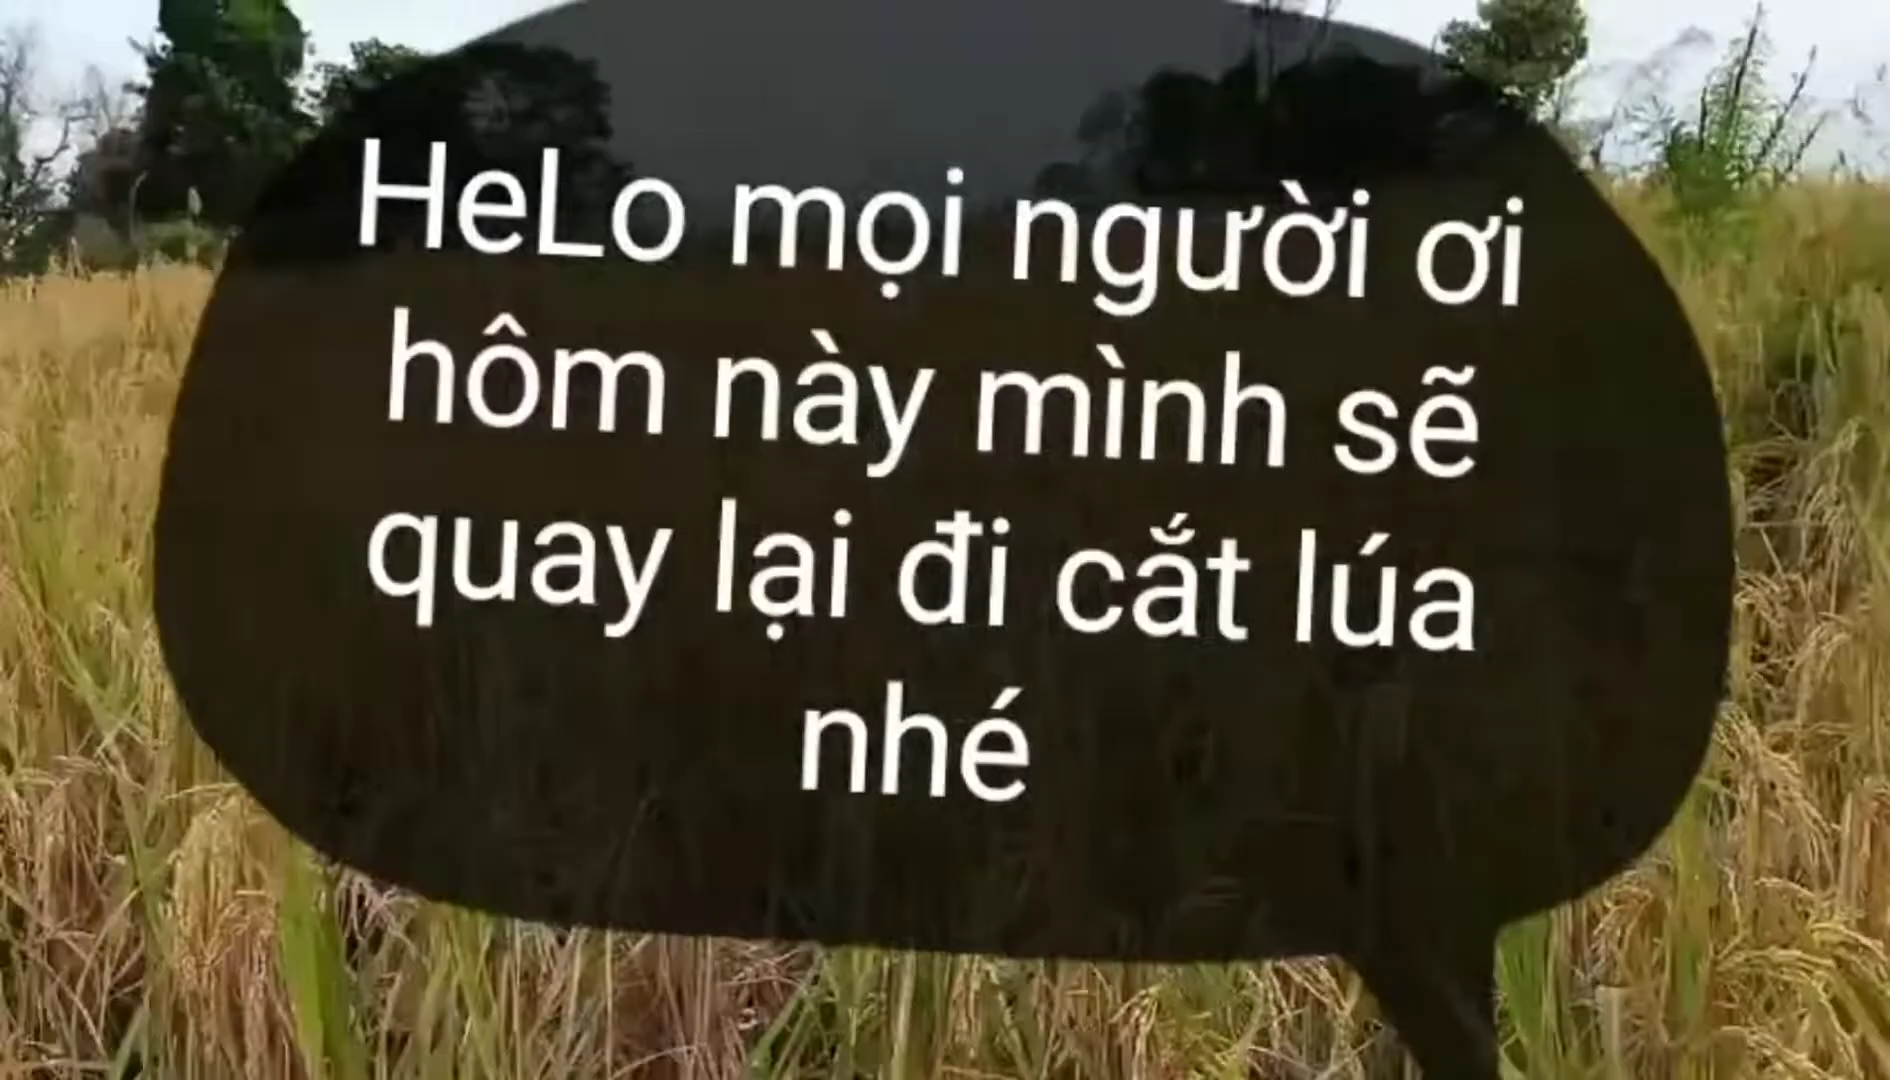 HeLo mọi người ơi
hôm này mình sẽ
quay lại đi cắt lúa
nhé